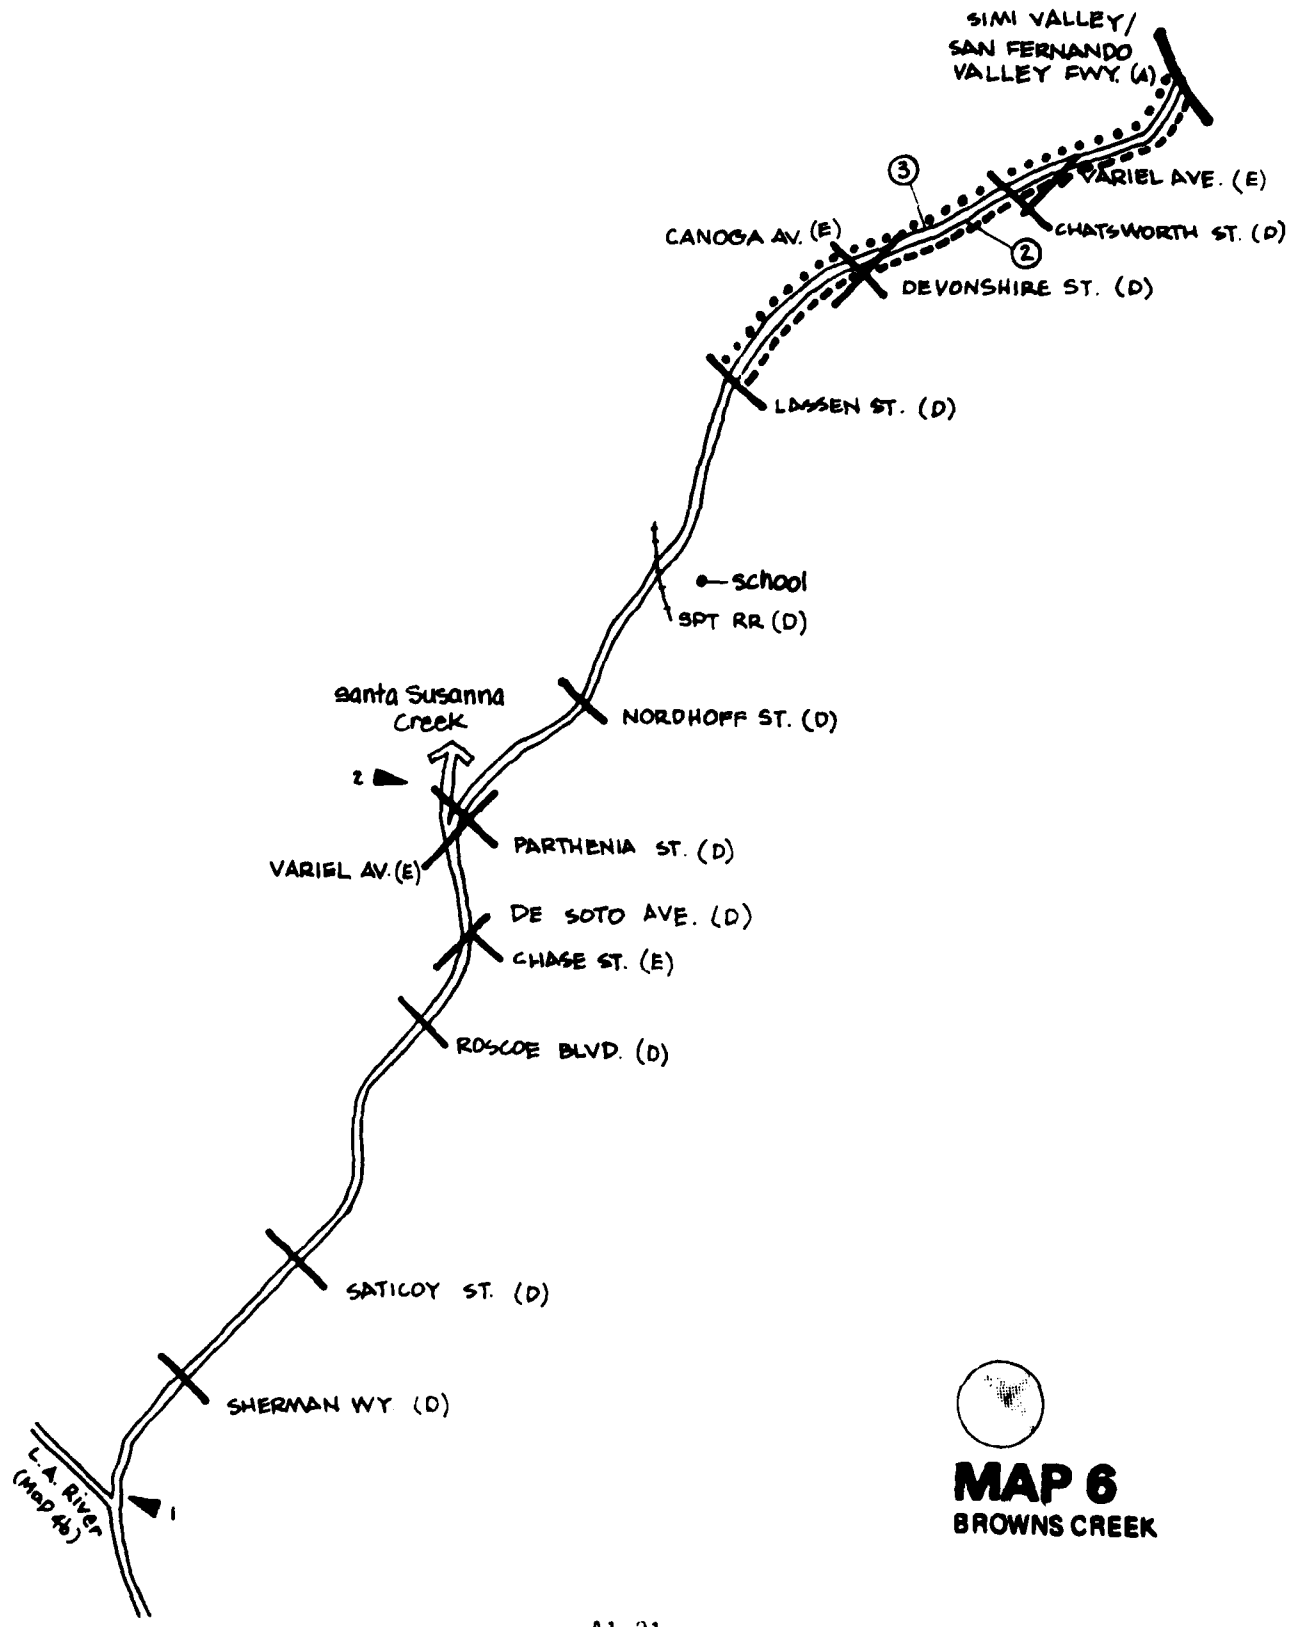 SIMI VALLEY/
SAN FERNANDO
VALLEY FWY. (A)
3
VARIEL AVE. (E)
CANOGA AV. (E)
CHATSWORTH ST. (D)
2
DEVONSHIRE ST. (D)
LASSEN ST. (D)
school
SPT RR (D)
Santa Susanna
Creek
NORDHOFF ST. (D)
2
PARTHENIA ST. (D)
VARIEL AV. (E)
DE SOTO AVE. (D)
CHASE ST. (E)
ROSCOE BLVD. (D)
SATICOY ST. (D)
SHERMAN WY. (D)
L.A. River
(Map 46)
1
MAP 6
BROWNS CREEK